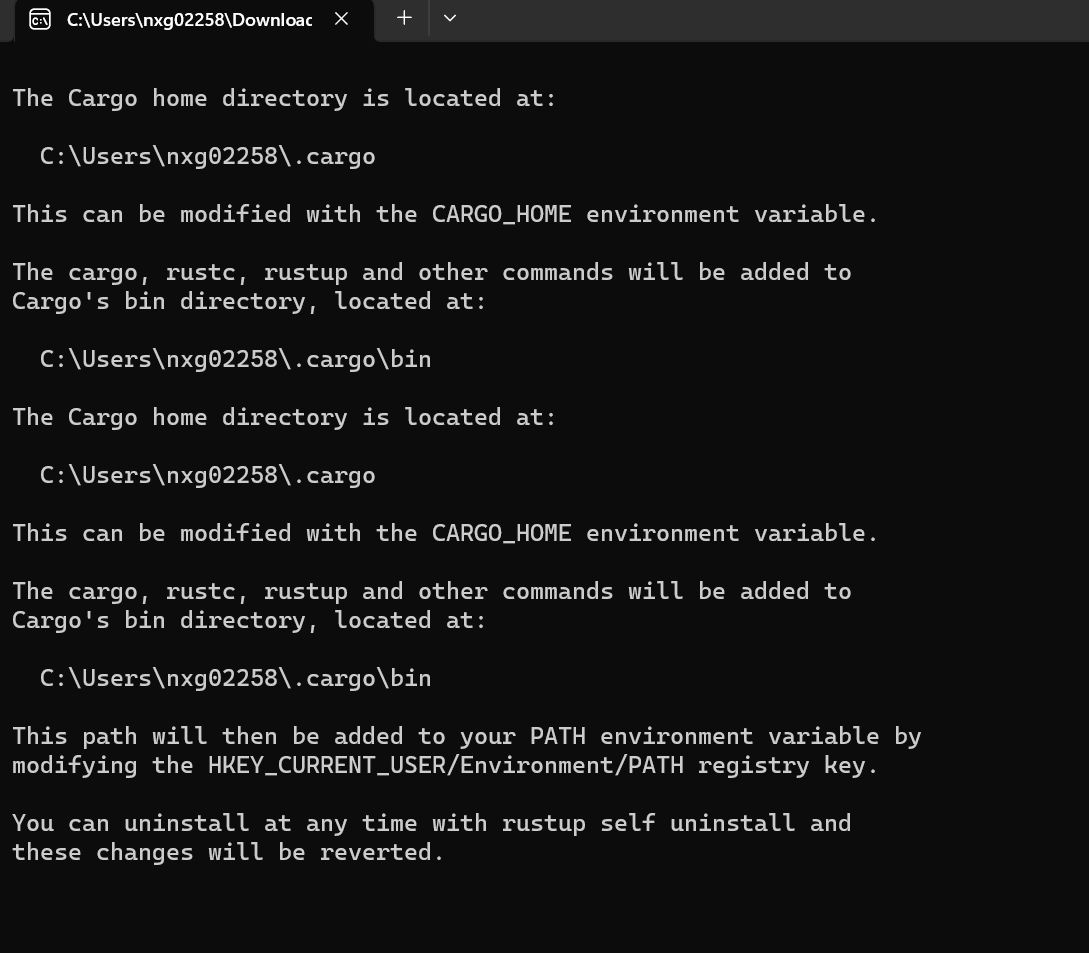 C:\Users\nxg02258\Downloac
The Cargo home directory is located at:
C:\Users\nxg02258\.cargo
This can be modified with the CARGO_HOME environment variable.
The cargo, rustc, rustup and other commands will be added to
Cargo's bin directory, located at:
C:\Users\nxg02258\.cargo\bin
The Cargo home directory is located at:
C:\Users\nxg02258\.cargo
This can be modified with the CARGO_HOME environment variable.
The cargo, rustc, rustup and other commands will be added to
Cargo's bin directory, located at:
C:\Users\nxg02258\.cargo\bin
This path will then be added to your PATH environment variable by
modifying the HKEY_CURRENT_USER/Environment/PATH registry key.
You can uninstall at any time with rustup self uninstall and
these changes will be reverted.